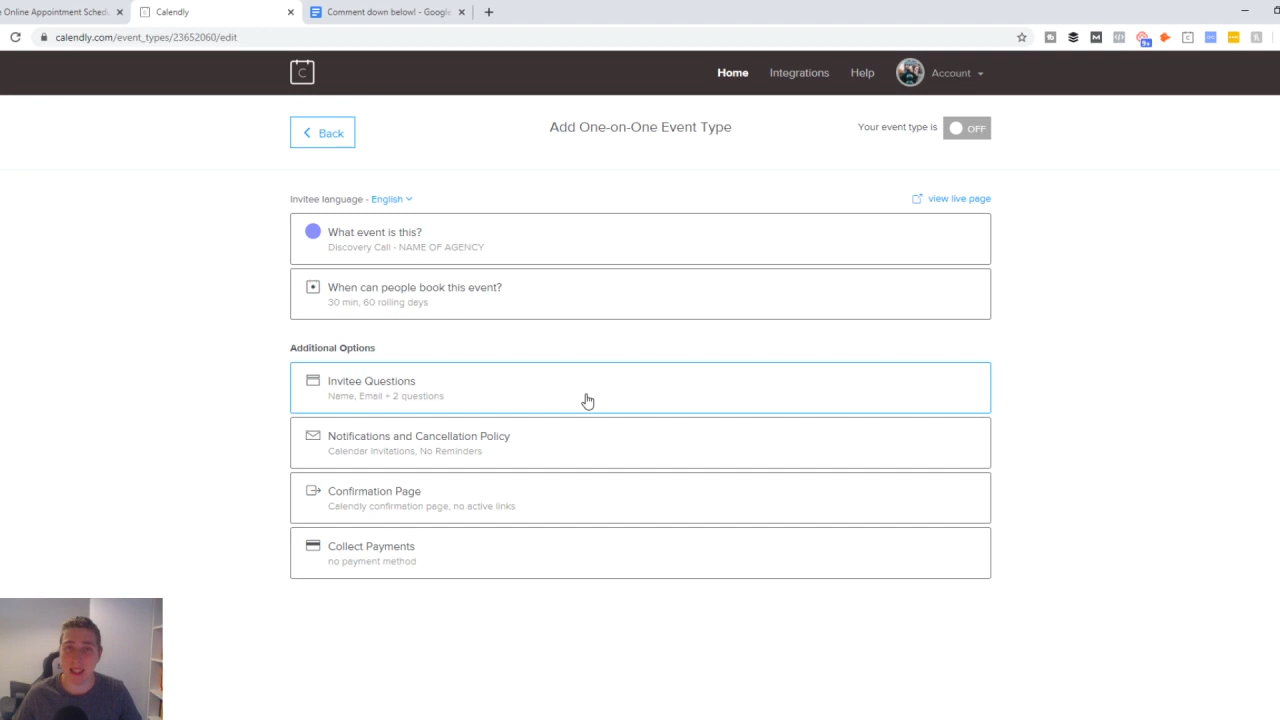 e Online Appointment Schedu
Calendly
Comment down below! - Google
calendly.com/event_types/23652060/edit
9+
C
Home
Integrations
Help
Account
Back
Add One-on-One Event Type
Your event type is
OFF
Invitee language - English
view live page
What event is this?
Discovery Call - NAME OF AGENCY
When can people book this event?
30 min, 60 rolling days
Additional Options
Invitee Questions
Name, Email + 2 questions
Notifications and Cancellation Policy
Calendar Invitations, No Reminders
Confirmation Page
Calendly confirmation page, no active links
Collect Payments
no payment method